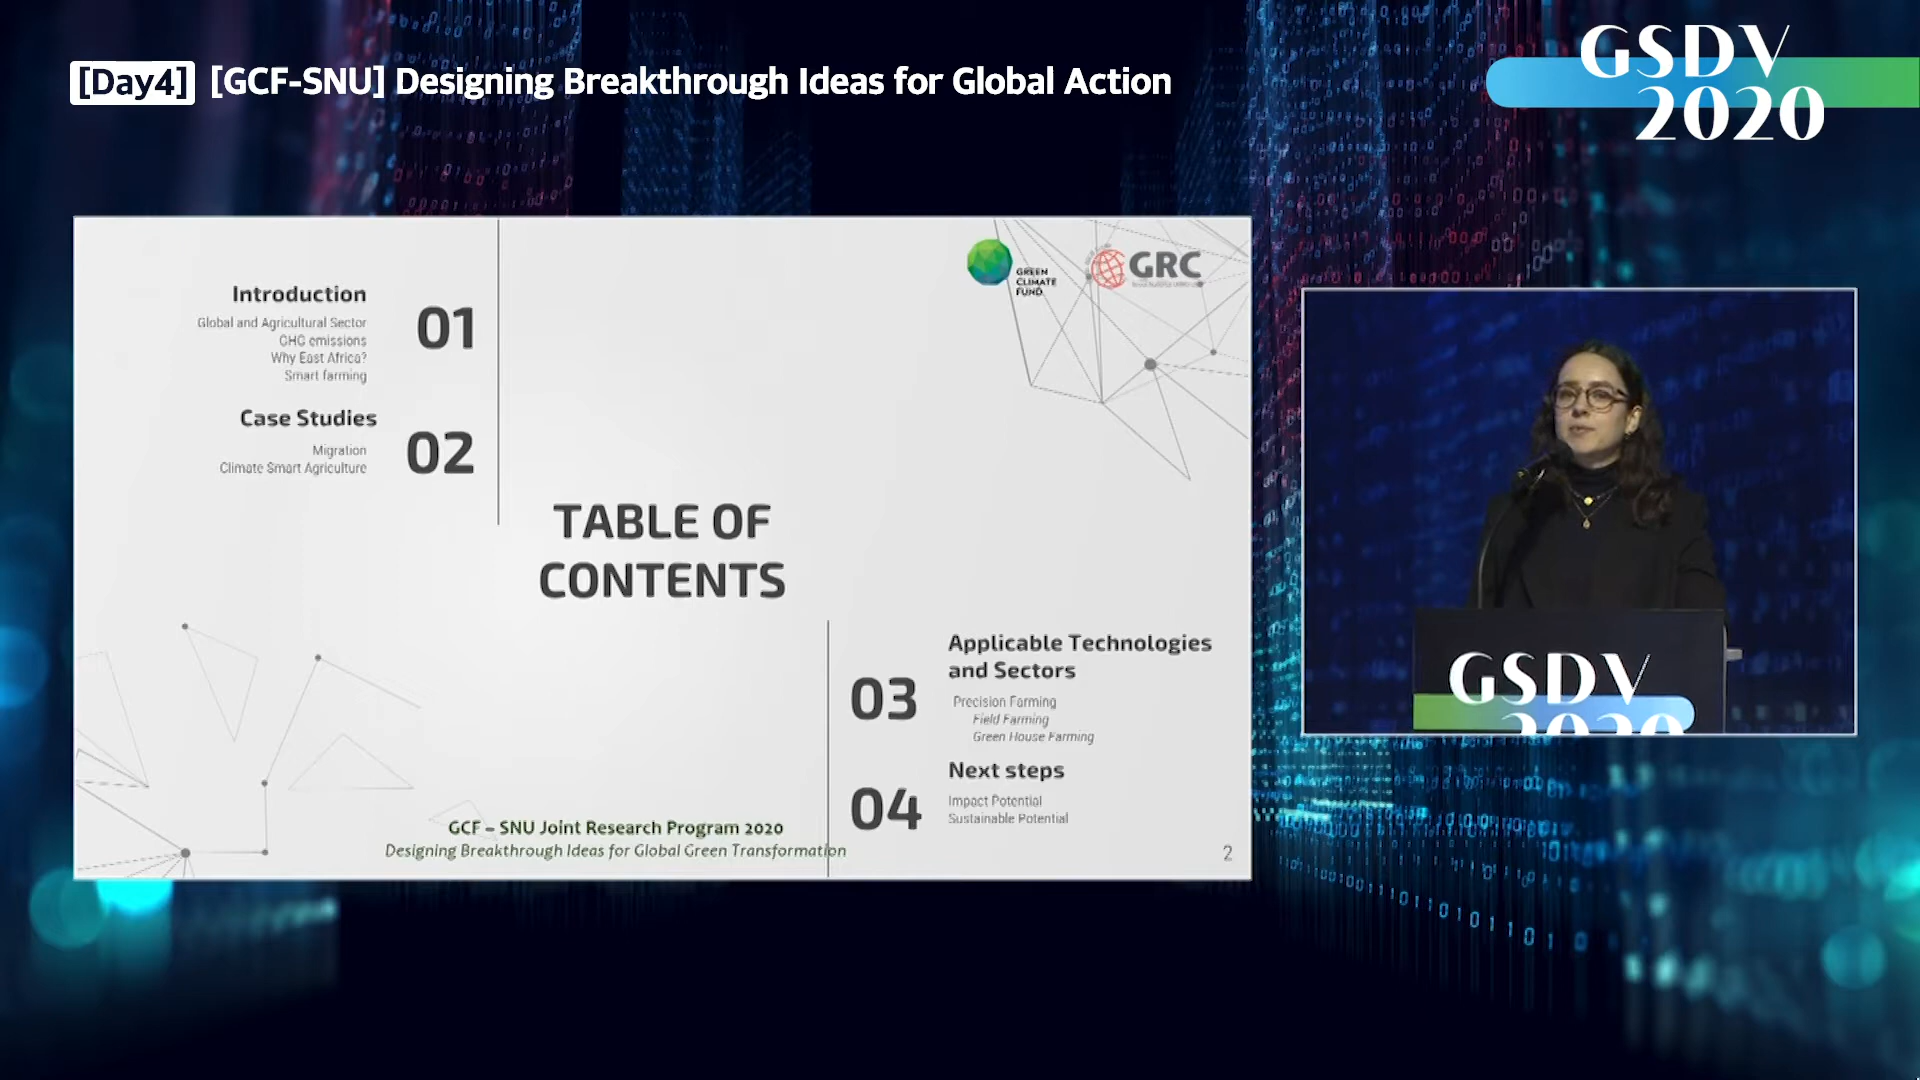 [Day4] [GCF-SNU] Designing Breakthrough Ideas for Global Action
GSDV
2020
GREEN
CLIMATE
FUND
GRC
Introduction
Global and Agricultural Sector
GHG emissions
Why East Africa?
Smart farming
01
Case Studies
Migration
Climate Smart Agriculture
02
TABLE OF
CONTENTS
03
Applicable Technologies
and Sectors
Precision Farming
Field Farming
Green House Farming
04
Next steps
Impact Potential
Sustainable Potential
GCF – SNU Joint Research Program 2020
Designing Breakthrough Ideas for Global Green Transformation
2
GSDV
2020